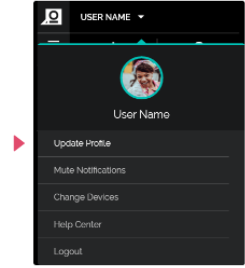 USER NAME
User Name
Update Profile
Mute Notifications
Change Devices
Help Center
Logout